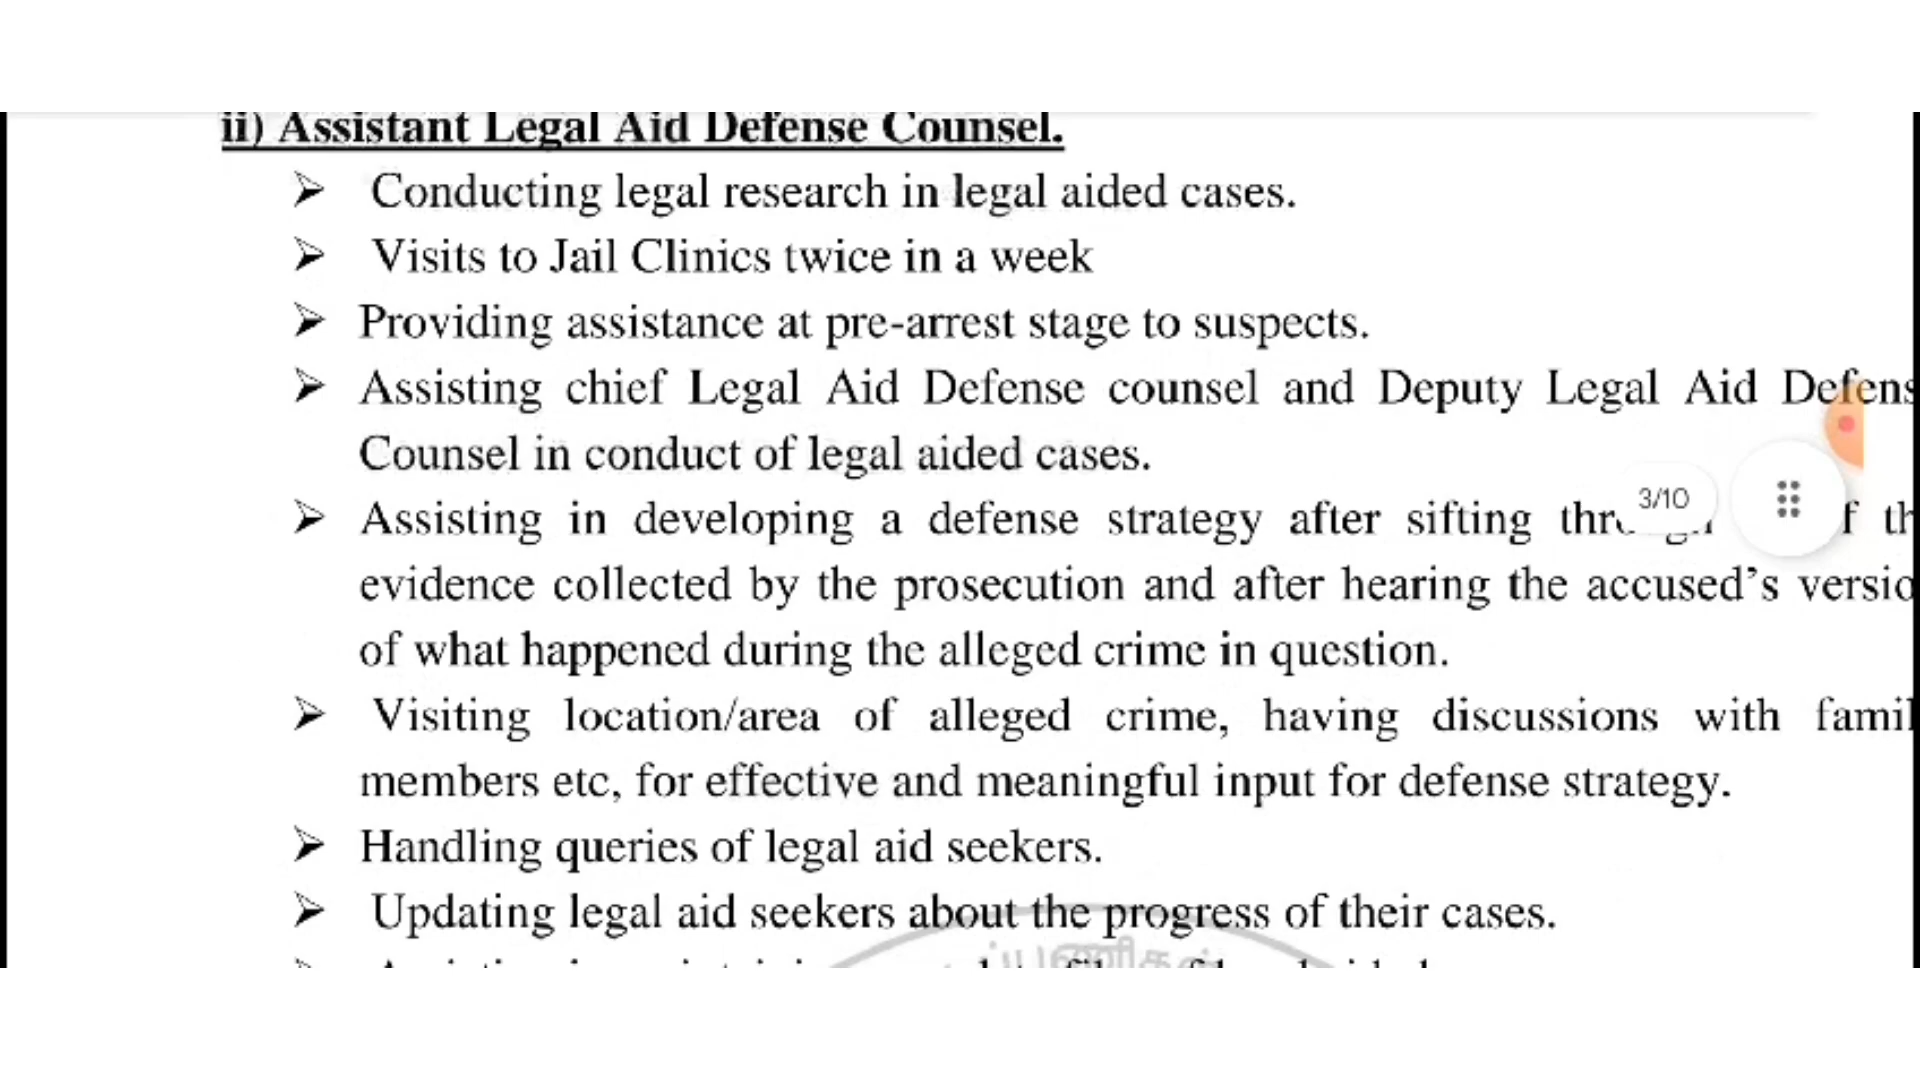 ii) Assistant Legal Aid Defense Counsel.
➢ Conducting legal research in legal aided cases.
➢ Visits to Jail Clinics twice in a week
➢ Providing assistance at pre-arrest stage to suspects.
➢ Assisting chief Legal Aid Defense counsel and Deputy Legal Aid Defens
Counsel in conduct of legal aided cases.
➢ Assisting in developing a defense strategy after sifting
3/10
evidence collected by the prosecution and after hearing the accused’s versio
of what happened during the alleged crime in question.
➢ Visiting location/area of alleged crime, having discussions with famil
members etc, for effective and meaningful input for defense strategy.
➢ Handling queries of legal aid seekers.
➢ Updating legal aid seekers about the progress of their cases.